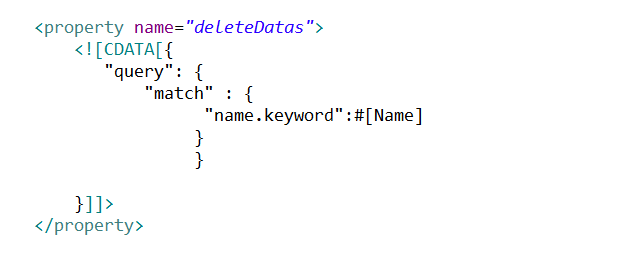 <property name="deleteDatas">
<![CDATA[{
"query": {
"match" : {
"name.keyword":#[Name]
}
}
}]]>
</property>